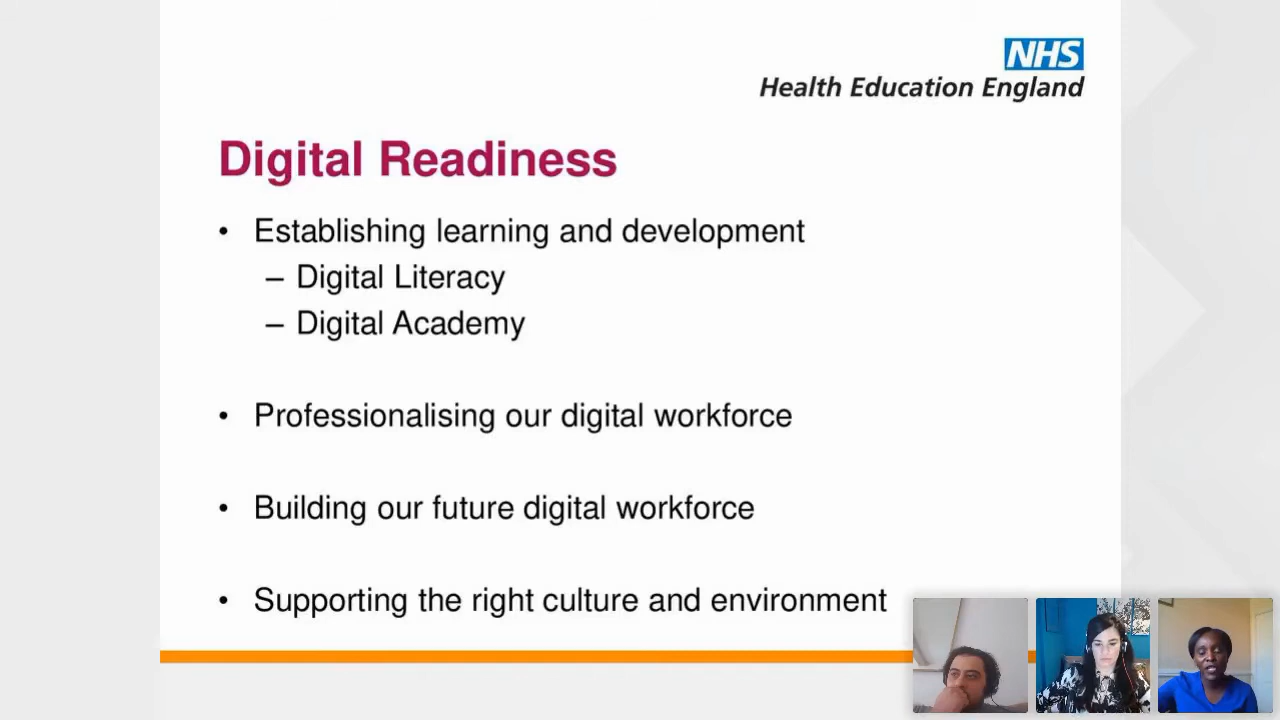 NHS
Health Education England
Digital Readiness
• Establishing learning and development
– Digital Literacy
– Digital Academy
• Professionalising our digital workforce
• Building our future digital workforce
• Supporting the right culture and environment